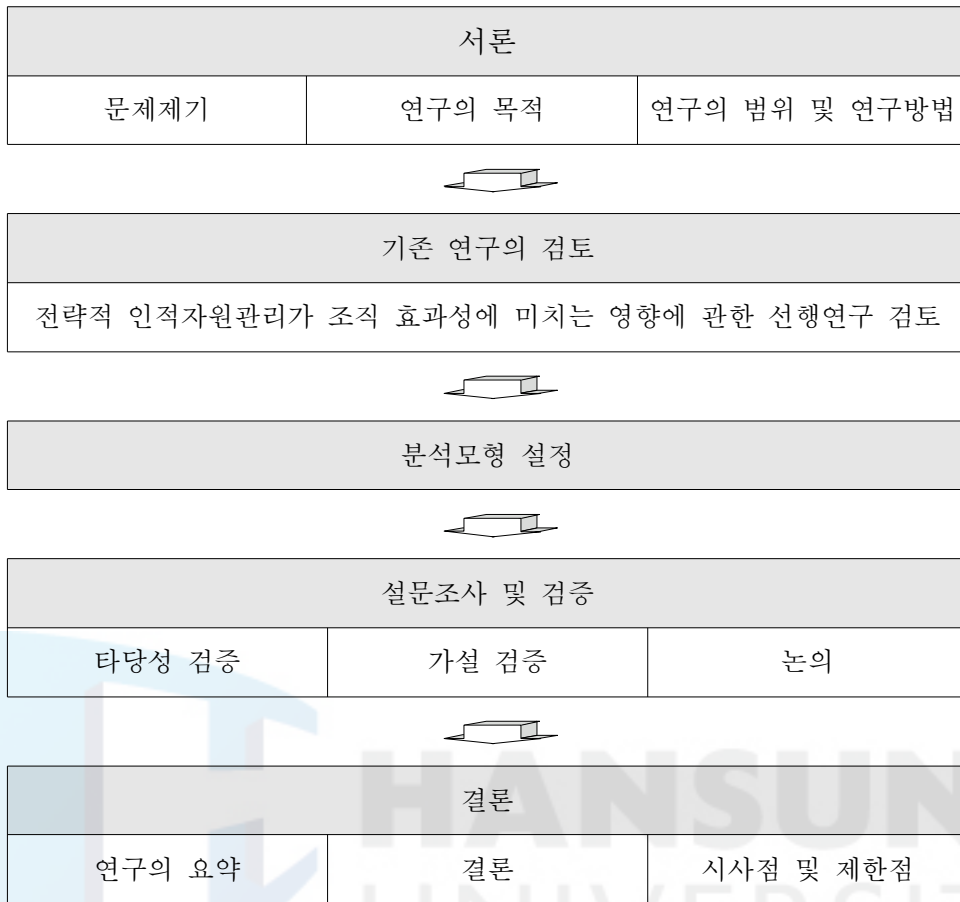 서론
문제제기 연구의 목적 연구의 범위 및 연구방법
기존 연구의 검토
전략적 인적자원관리가 조직 효과성에 미치는 영향에 관한 선행연구 검토
분석모형 설정
설문조사 및 검증
타당성 검증 가설 검증 논의
결론
연구의 요약 결론 시사점 및 제한점
HANSUN